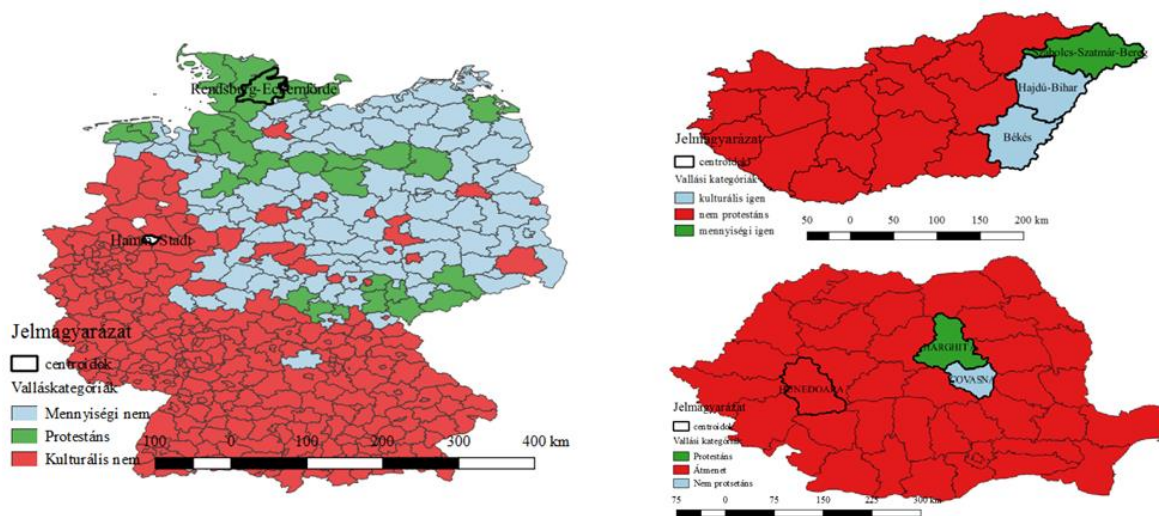 Rendsburg-Eckernförde
Hamm, Stadt
Jelmagyarázat
centroidok
Valláskategóriák
Mennyiségi nem
Protestáns
Kulturális nem
100 0 100 200 300 400 km
Szabolcs-Szatmár-Bereg
Hajdú-Bihar
Békés
Jelmagyarázat
centroidok
Vallási kategóriák
kulturális igen
nem protestáns
mennyiségi igen
50 0 50 100 150 200 km
HARGHITA
COVASNA
HUNEDOARA
Jelmagyarázat
centroidok
Vallási kategóriák
Protestáns
Átmenet
Nem protsetáns
75 0 75 150 225 300 km